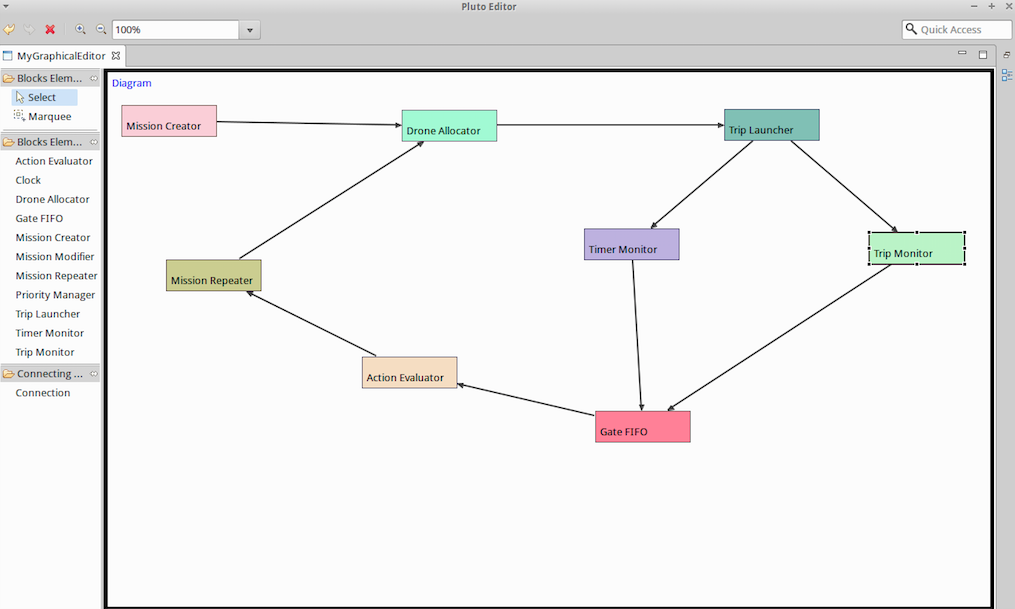 Pluto Editor
100%
Quick Access
MyGraphicalEditor
Blocks Elem...
Select
Marquee
Blocks Elem...
Action Evaluator
Clock
Drone Allocator
Gate FIFO
Mission Creator
Mission Modifier
Mission Repeater
Priority Manager
Trip Launcher
Timer Monitor
Trip Monitor
Connecting ...
Connection
Diagram
Mission Creator
Drone Allocator
Trip Launcher
Timer Monitor
Trip Monitor
Mission Repeater
Action Evaluator
Gate FIFO